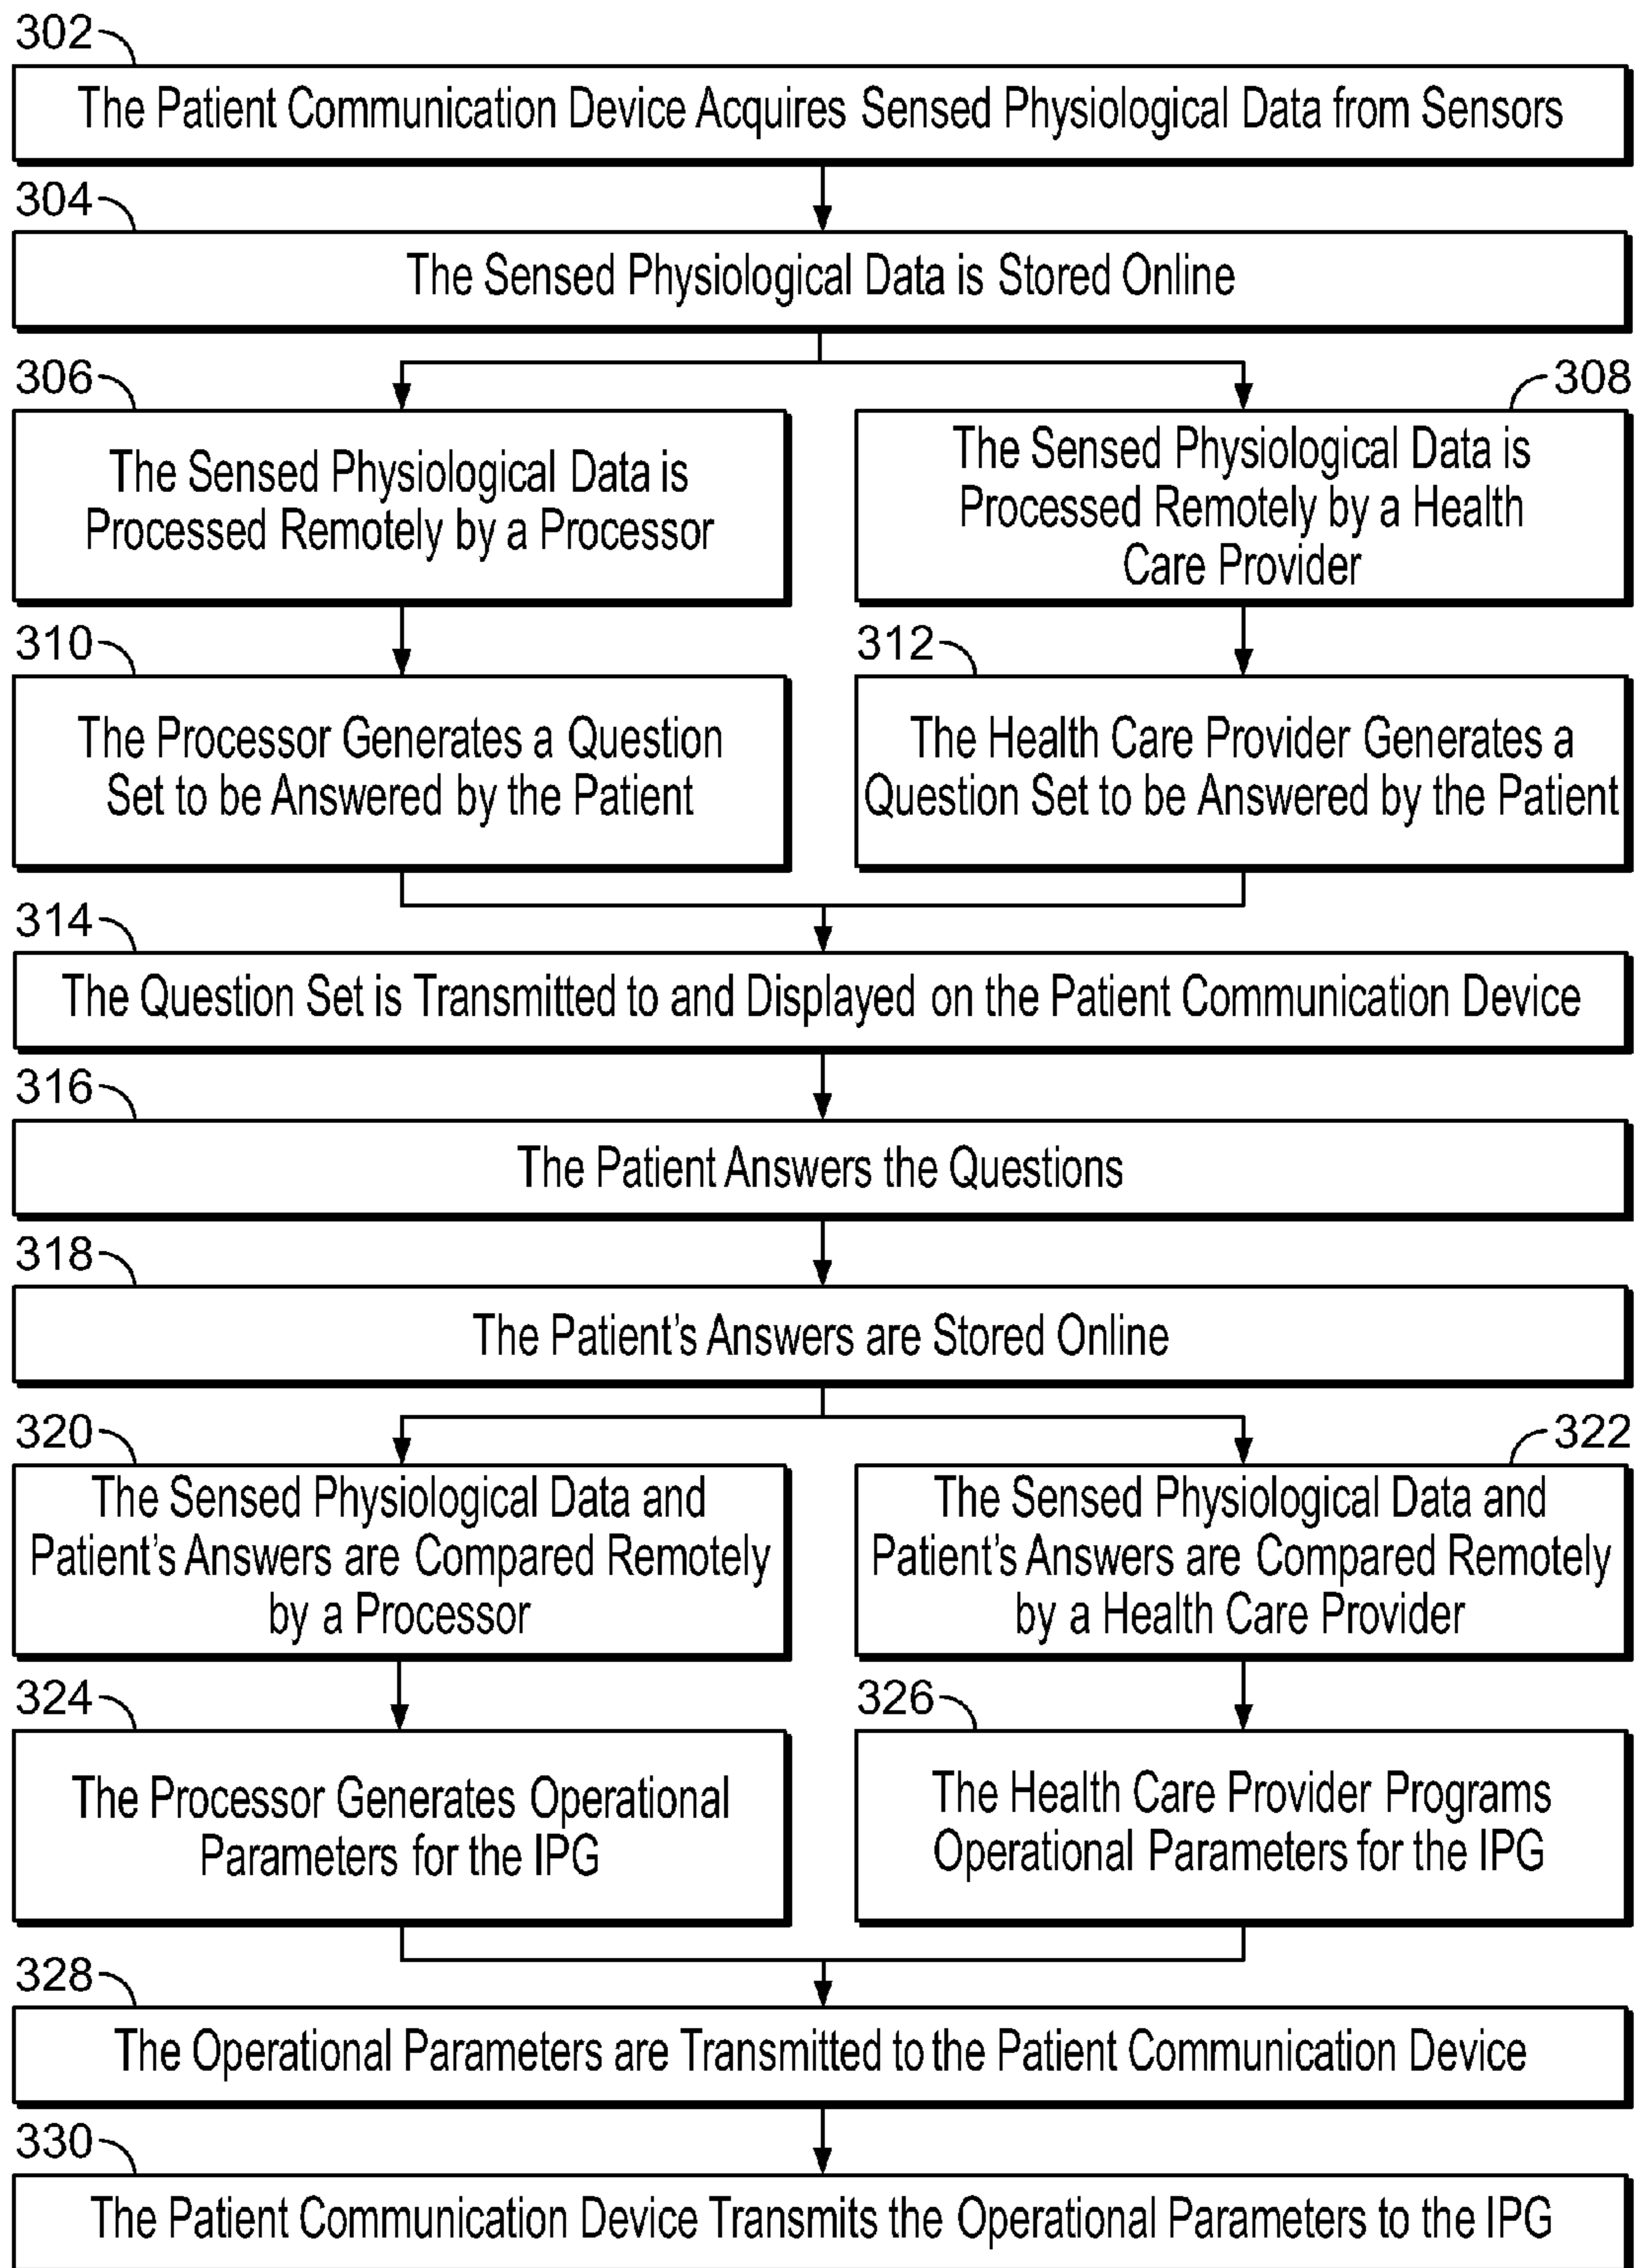 302
The Patient Communication Device Acquires Sensed Physiological Data from Sensors
304
The Sensed Physiological Data is Stored Online
306
The Sensed Physiological Data is
Processed Remotely by a Processor
308
The Sensed Physiological Data is
Processed Remotely by a Health
Care Provider
310
The Processor Generates a Question
Set to be Answered by the Patient
312
The Health Care Provider Generates a
Question Set to be Answered by the Patient
314
The Question Set is Transmitted to and Displayed on the Patient Communication Device
316
The Patient Answers the Questions
318
The Patient's Answers are Stored Online
320
The Sensed Physiological Data and
Patient's Answers are Compared Remotely
by a Processor
322
The Sensed Physiological Data and
Patient's Answers are Compared Remotely
by a Health Care Provider
324
The Processor Generates Operational
Parameters for the IPG
326
The Health Care Provider Programs
Operational Parameters for the IPG
328
The Operational Parameters are Transmitted to the Patient Communication Device
330
The Patient Communication Device Transmits the Operational Parameters to the IPG